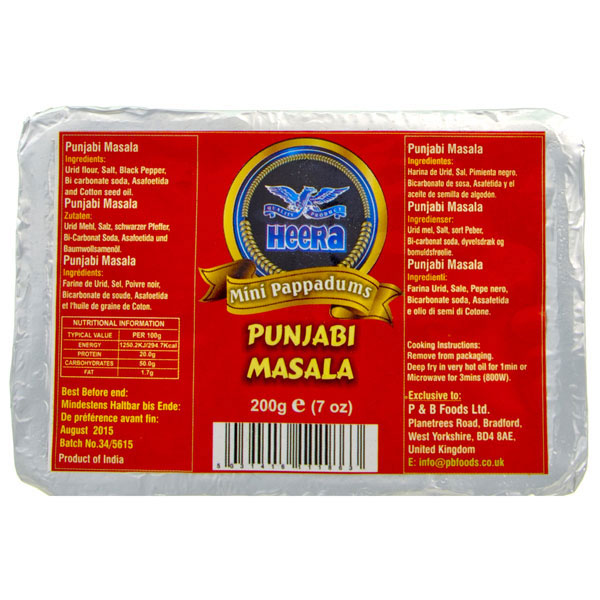 Punjabi Masala
Ingredients:
Urid flour, Salt, Black Pepper,
Bi carbonate soda, Asafoetida
and Cotton seed oil.
Punjabi Masala
Zutaten:
Urid Mehl, Salz, schwarzer Pfeffer,
Bi-Carbonat Soda, Asafoetida und
Baumwollsamenöl.
Punjabi Masala
Ingrédients:
Farine de Urid, Sel, Poivre noir,
Bicarbonate de soude, Asafoetida
et l'huile de graine de Coton.
NUTRITIONAL INFORMATION
TYPICAL VALUE PER 100g
ENERGY 1250.2KJ/294.7Kcal
PROTEIN 20.0g
CARBOHYDRATES 50.0g
FAT 1.7g
Best Before end:
Mindestens Haltbar bis Ende:
De préférence avant fin:
August 2015
Batch No.34/5615
Product of India
QUALITY PRODUCT
HEERA
Mini Pappadums
PUNJABI
MASALA
200g e (7 oz)
Punjabi Masala
Ingredientes:
Harina de Urid, Sal, Pimienta negro,
Bicarbonato de sosa, Asafétida y el
aceite de semilla de algodón.
Punjabi Masala
Ingredienser:
Urid mel, Salt, sort Peber,
Bi-carbonat soda, dyvelsdræk og
bomuldsfreolie.
Punjabi Masala
Ingredienti:
Farina Urid, Sale, Pepe nero,
Bicarbonate soda, Assafetida
e olio di semi di Cotone.
Cooking Instructions:
Remove from packaging.
Deep fry in very hot oil for 1min or
Microwave for 3mins (800W).
Exclusive to:
P & B Foods Ltd.
Planetrees Road, Bradford,
West Yorkshire, BD4 8AE,
United Kingdom
E: info@pbfoods.co.uk